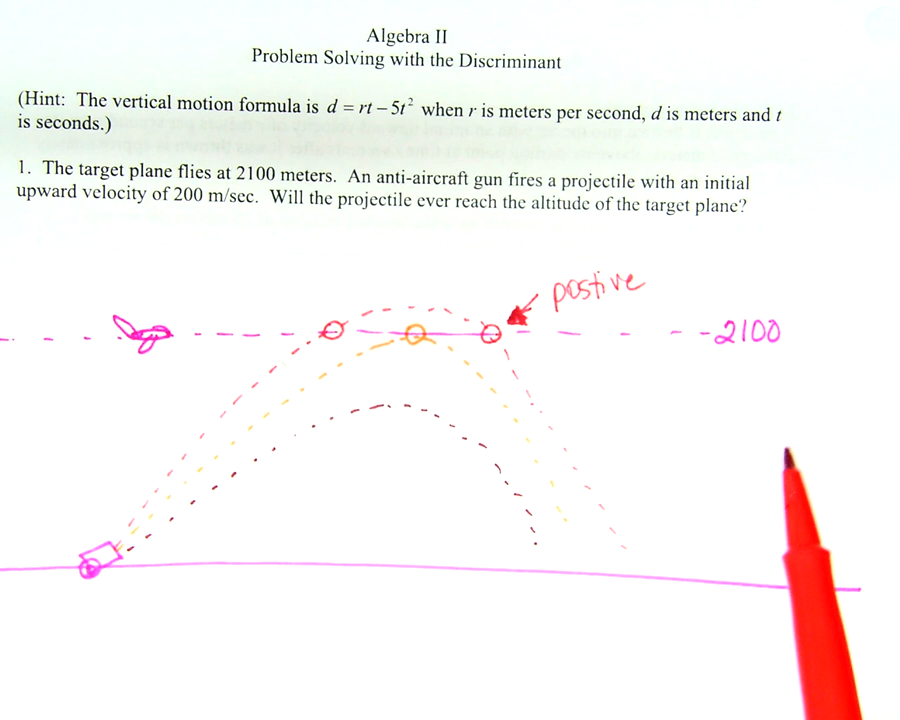 Algebra II
Problem Solving with the Discriminant
(Hint: The vertical motion formula is d = rt – 5t² when r is meters per second, d is meters and t
is seconds.)
1. The target plane flies at 2100 meters. An anti-aircraft gun fires a projectile with an initial
upward velocity of 200 m/sec. Will the projectile ever reach the altitude of the target plane?
postive
-2100